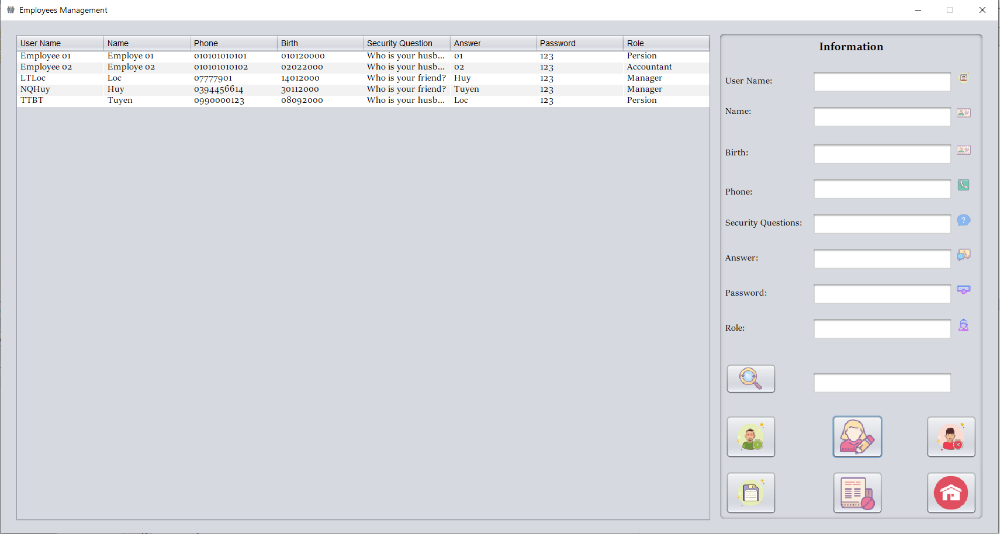 Employees Management
User Name Name Phone Birth Security Question Answer Password Role
Employee 01 Employe 01 010101010101 010120000 Who is your husb... 01 123 Persion
Employee 02 Employe 02 010101010102 02022000 Who is your husb... 02 123 Accountant
LTLoc Loc 07777901 14012000 Who is your friend? Huy 123 Manager
NQHuy Huy 0394456614 30112000 Who is your friend? Tuyen 123 Manager
TTBT Tuyen 0990000123 08092000 Who is your husb... Loc 123 Persion
Information
User Name:
Name:
Birth:
Phone:
Security Questions:
Answer:
Password:
Role: